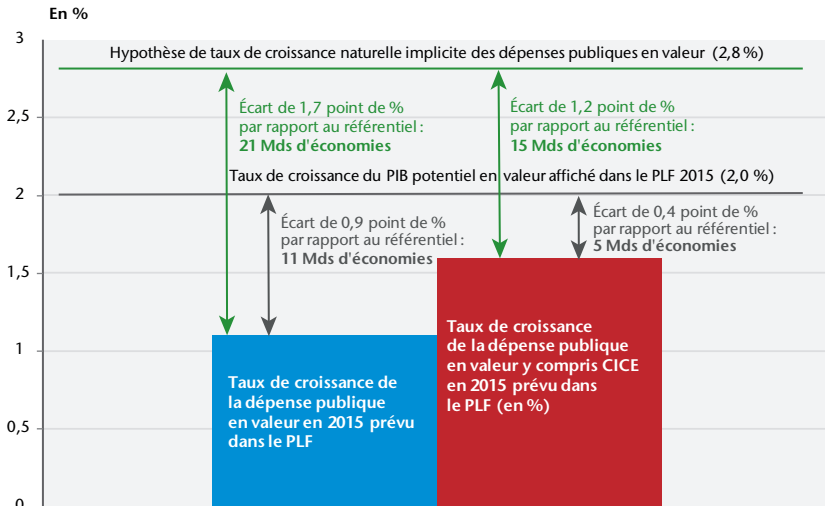 En %
3
Hypothèse de taux de croissance naturelle implicite des dépenses publiques en valeur (2,8 %)
Écart de 1,7 point de %
par rapport au référentiel :
21 Mds d'économies
Écart de 1,2 point de %
par rapport au référentiel :
15 Mds d'économies
2,5
Taux de croissance du PIB potentiel en valeur affiché dans le PLF 2015 (2,0 %)
2
Écart de 0,9 point de %
par rapport au référentiel :
11 Mds d'économies
Écart de 0,4 point de %
par rapport au référentiel :
5 Mds d'économies
1,5
Taux de croissance
de la dépense publique
en valeur y compris CICE
en 2015 prévu dans
le PLF (en %)
1
Taux de croissance de
la dépense publique
en valeur en 2015 prévu
dans le PLF
0,5
0